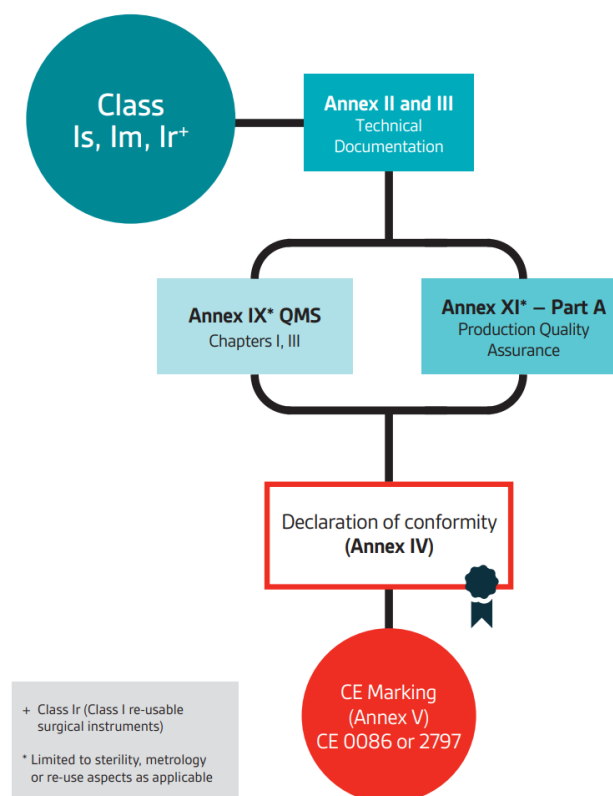 Class
Is, Im, Ir⁺
Annex II and III
Technical
Documentation
Annex IX* QMS
Chapters I, III
Annex XI* – Part A
Production Quality
Assurance
Declaration of conformity
(Annex IV)
CE Marking
(Annex V)
CE 0086 or 2797
+ Class Ir (Class I re-usable
surgical instruments)
* Limited to sterility, metrology
or re-use aspects as applicable